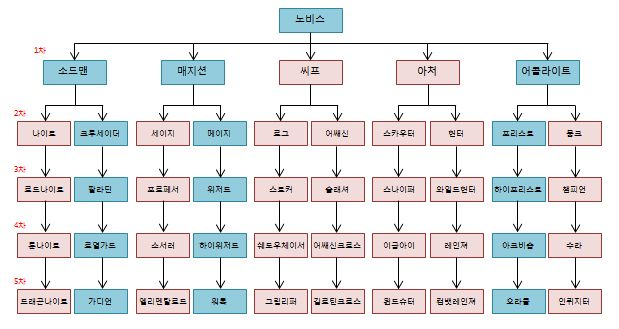 노비스
1차
소드맨 매지션 씨프 아처 어콜라이트
2차
나이트 크루세이더 세이지 메이지 로그 어쌔신 스카우터 헌터 프리스트 몽크
3차
로드나이트 팔라딘 프로페서 위저드 스토커 슬래셔 스나이퍼 와일드헌터 하이프리스트 챔피언
4차
룬나이트 로열가드 소서러 하이위저드 쉐도우체이서 어쌔신크로스 이글아이 레인져 아크비숍 수라
5차
드래곤나이트 가디언 엘리멘탈로드 워록 그림리퍼 길로틴크로스 윈드슈터 컴뱃레인져 오라클 인퀴지터